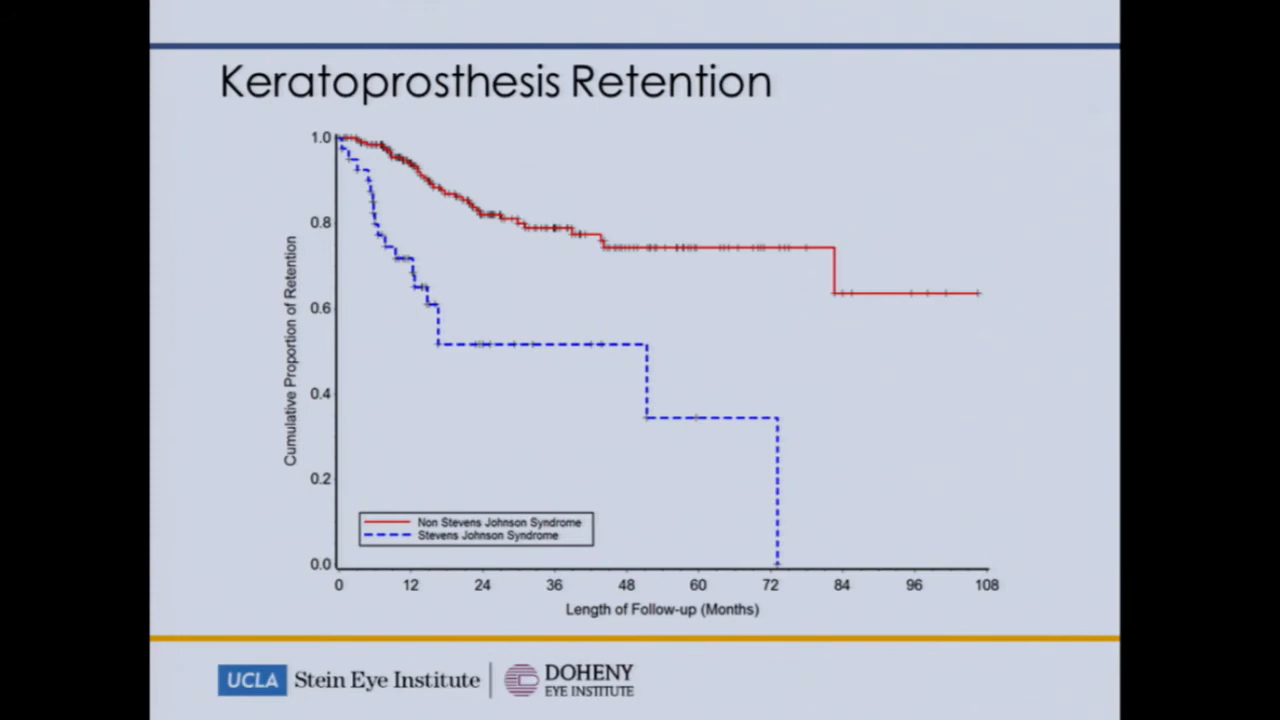 Keratoprosthesis Retention
1.0
0.8
0.6
0.4
0.2
0.0
Cumulative Proportion of Retention
Non Stevens Johnson Syndrome
Stevens Johnson Syndrome
0 12 24 36 48 60 72 84 96 108
Length of Follow-up (Months)
UCLA Stein Eye Institute DOHENY
EYE INSTITUTE